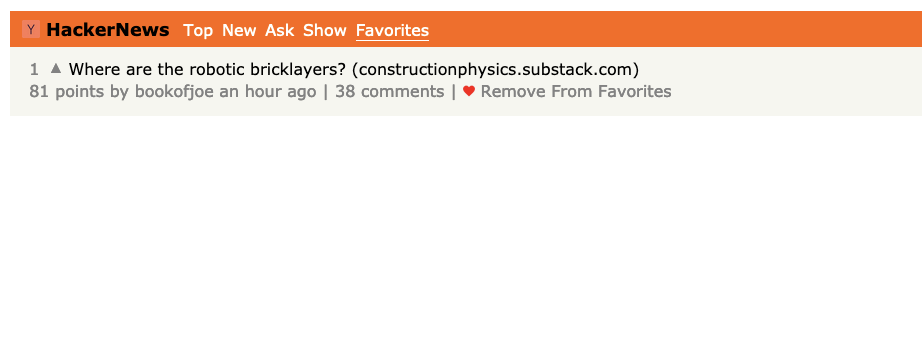 Y HackerNews Top New Ask Show Favorites
1 ▲ Where are the robotic bricklayers? (constructionphysics.substack.com)
81 points by bookofjoe an hour ago | 38 comments | ♥ Remove From Favorites